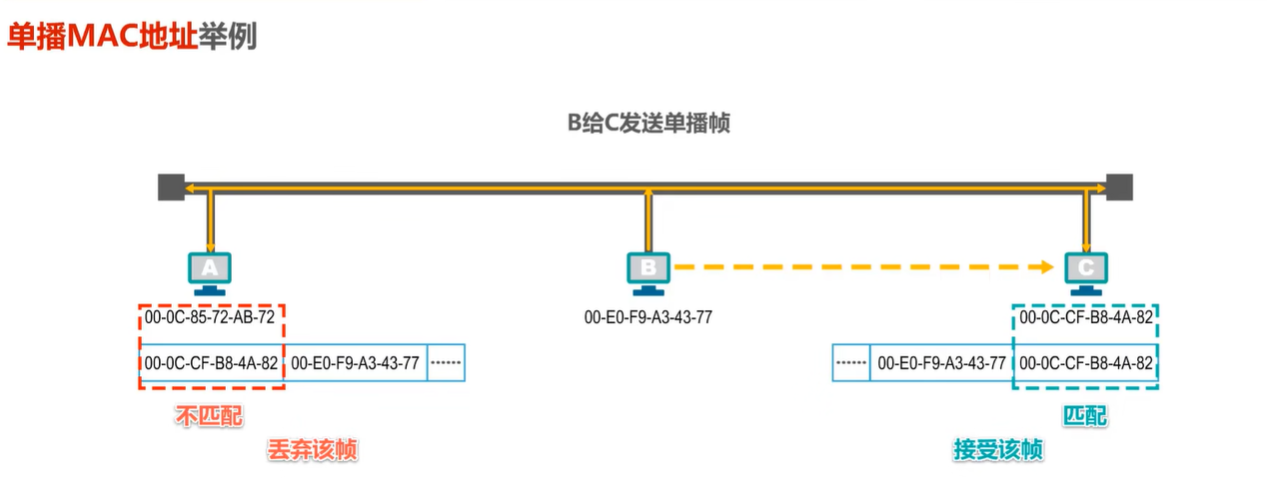 单播MAC地址举例
B给C发送单播帧
A
B
C
00-0C-85-72-AB-72
00-E0-F9-A3-43-77
00-0C-CF-B8-4A-82
00-0C-CF-B8-4A-82 00-E0-F9-A3-43-77 ······
······ 00-E0-F9-A3-43-77 00-0C-CF-B8-4A-82
不匹配
匹配
丢弃该帧
接受该帧